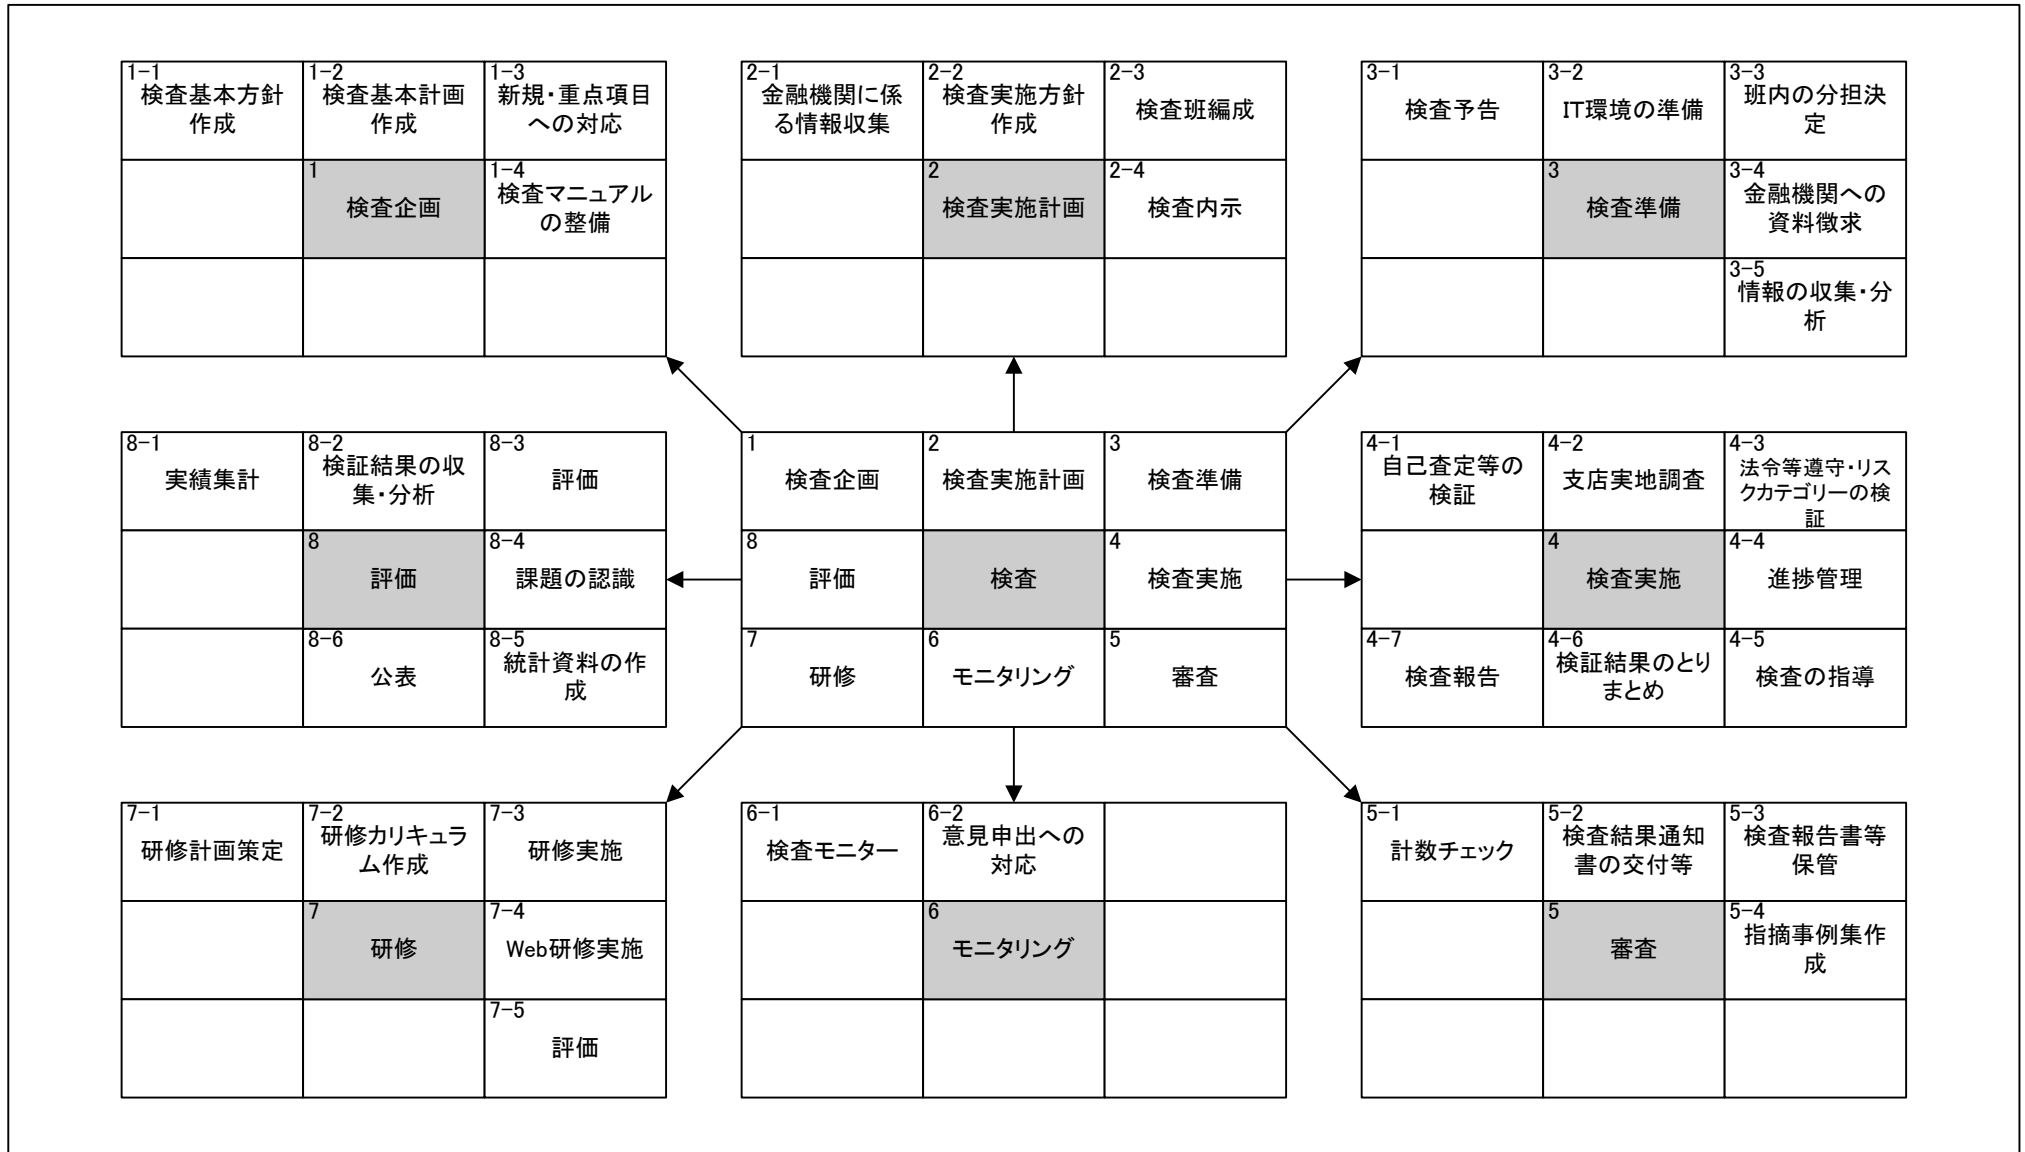 1-1
検査基本方針
作成
1-2
検査基本計画
作成
1-3
新規・重点項目
への対応
1
検査企画
1-4
検査マニュアル
の整備
2-1
金融機関に係
る情報収集
2-2
検査実施方針
作成
2-3
検査班編成
2
検査実施計画
2-4
検査内示
3-1
検査予告
3-2
IT環境の準備
3-3
班内の分担決
定
3
検査準備
3-4
金融機関への
資料徴求
3-5
情報の収集・分
析
8-1
実績集計
8-2
検証結果の収
集・分析
8-3
評価
8
評価
8-4
課題の認識
8-6
公表
8-5
統計資料の作
成
1
検査企画
2
検査実施計画
3
検査準備
8
評価
検査
4
検査実施
7
研修
6
モニタリング
5
審査
4-1
自己査定等の
検証
4-2
支店実地調査
4-3
法令等遵守・リス
クカテゴリーの検
証
4
検査実施
4-4
進捗管理
4-7
検査報告
4-6
検証結果のとり
まとめ
4-5
検査の指導
7-1
研修計画策定
7-2
研修カリキュラ
ム作成
7-3
研修実施
7
研修
7-4
Web研修実施
7-5
評価
6-1
検査モニター
6-2
意見申出への
対応
6
モニタリング
5-1
計数チェック
5-2
検査結果通知
書の交付等
5-3
検査報告書等
保管
5
審査
5-4
指摘事例集作
成